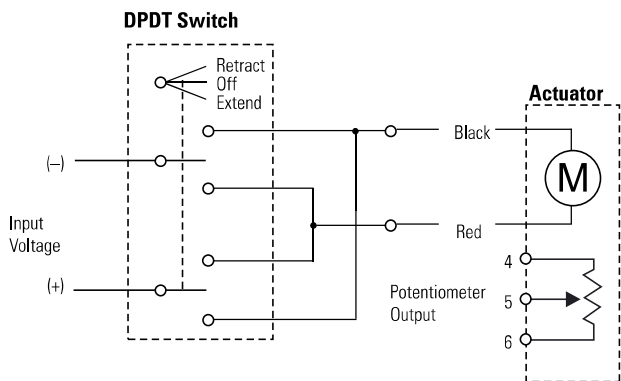 DPDT Switch
Retract
Off
Extend
Actuator
(–)
Black
M
Input
Voltage
Red
(+)
4
Potentiometer
Output
5
6